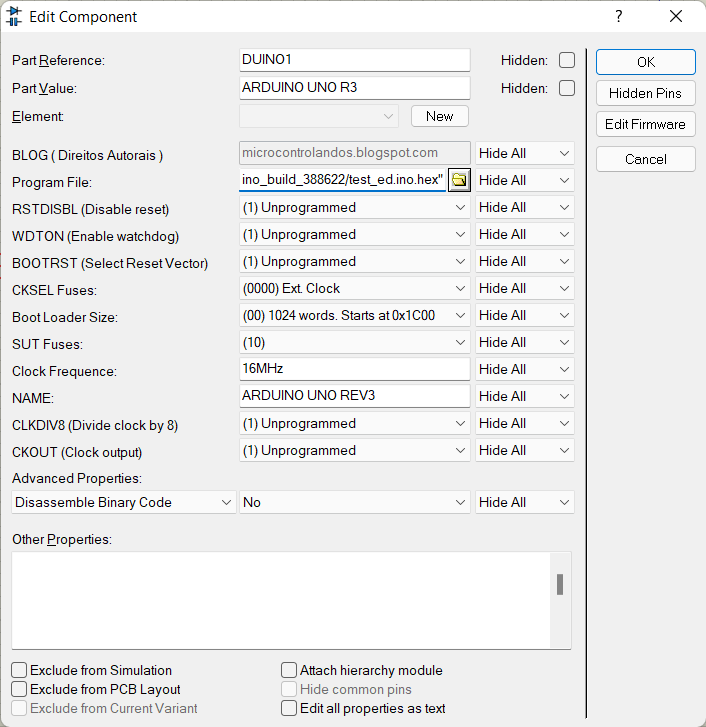 Edit Component
? 
Part Reference: DUINO1 Hidden: OK
Part Value: ARDUINO UNO R3 Hidden: Hidden Pins
Element: New Edit Firmware
BLOG ( Direitos Autorais ) microcontrolandos.blogspot.com Hide All Cancel
Program File: ino_build_388622/test_ed.ino.hex" Hide All
RSTDISBL (Disable reset) (1) Unprogrammed Hide All
WDTON (Enable watchdog) (1) Unprogrammed Hide All
BOOTRST (Select Reset Vector) (1) Unprogrammed Hide All
CKSEL Fuses: (0000) Ext. Clock Hide All
Boot Loader Size: (00) 1024 words. Starts at 0x1C00 Hide All
SUT Fuses: (10) Hide All
Clock Frequence: 16MHz Hide All
NAME: ARDUINO UNO REV3 Hide All
CLKDIV8 (Divide clock by 8) (1) Unprogrammed Hide All
CKOUT (Clock output) (1) Unprogrammed Hide All
Advanced Properties:
Disassemble Binary Code No Hide All
Other Properties:
Exclude from Simulation Attach hierarchy module
Exclude from PCB Layout Hide common pins
Exclude from Current Variant Edit all properties as text